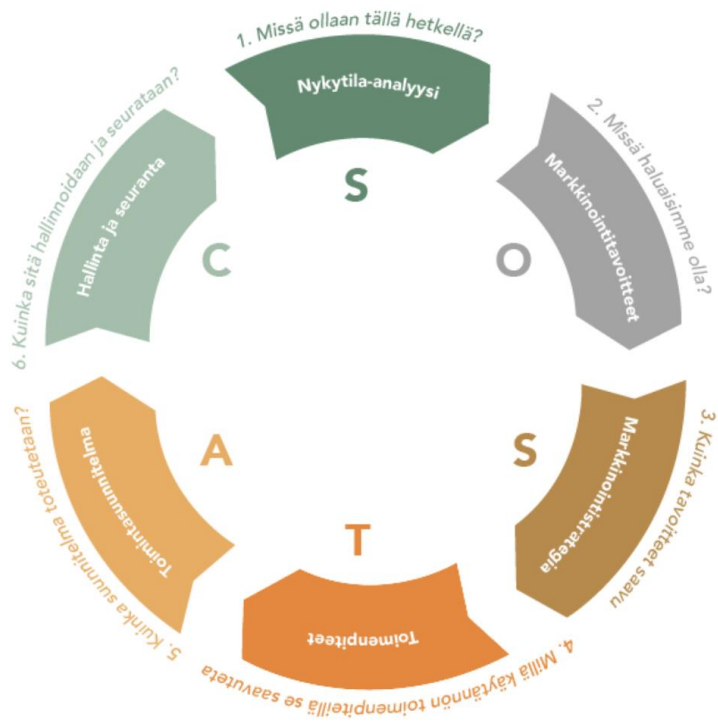 1. Missä ollaan tällä hetkellä?
Nykytila-analyysi
S
2. Missä haluaisimme olla?
Markkinointitavoitteet
O
3. Kuinka tavoitteet saavu
Markkinointistrategia
S
4. Millä käytännön toimenpiteillä se saavuteta
Toimenpiteet
T
5. Kuinka suunnitelma toteutetaan?
Toimintasuunnitelma
A
6. Kuinka sitä hallinnoidaan ja seurataan?
Hallinta ja seuranta
C